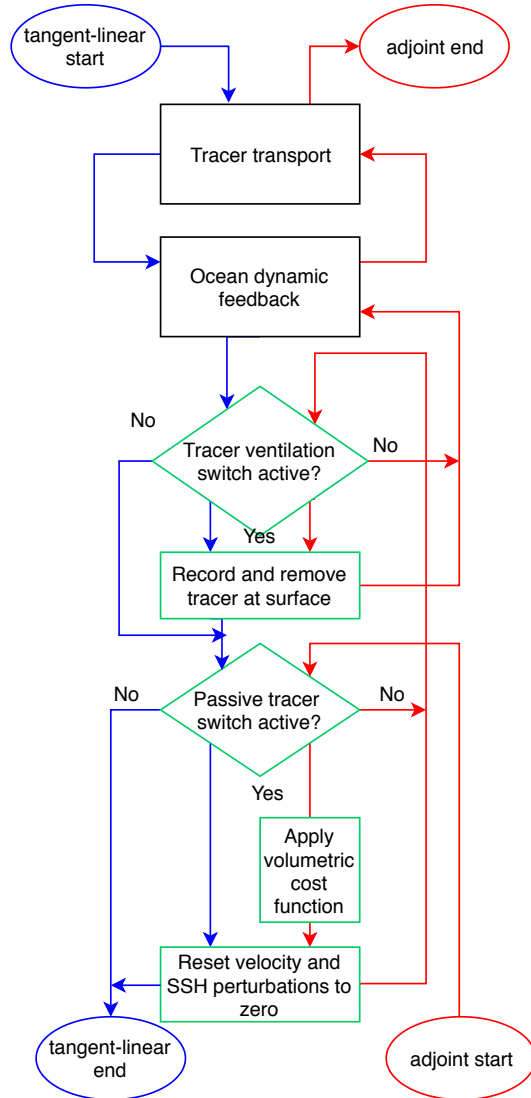 tangent-linear
start
adjoint end
Tracer transport
Ocean dynamic
feedback
No
Tracer ventilation
switch active?
No
Yes
Record and remove
tracer at surface
No
Passive tracer
switch active?
No
Yes
Apply
volumetric
cost
function
Reset velocity and
SSH perturbations to
zero
tangent-linear
end
adjoint start